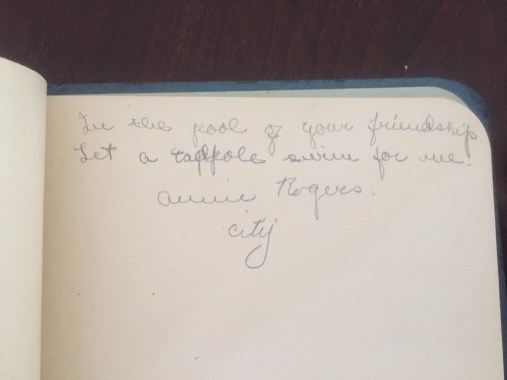 In the pool of your friendship
Let a tadpole swim for me.
Annie Rogers.
city